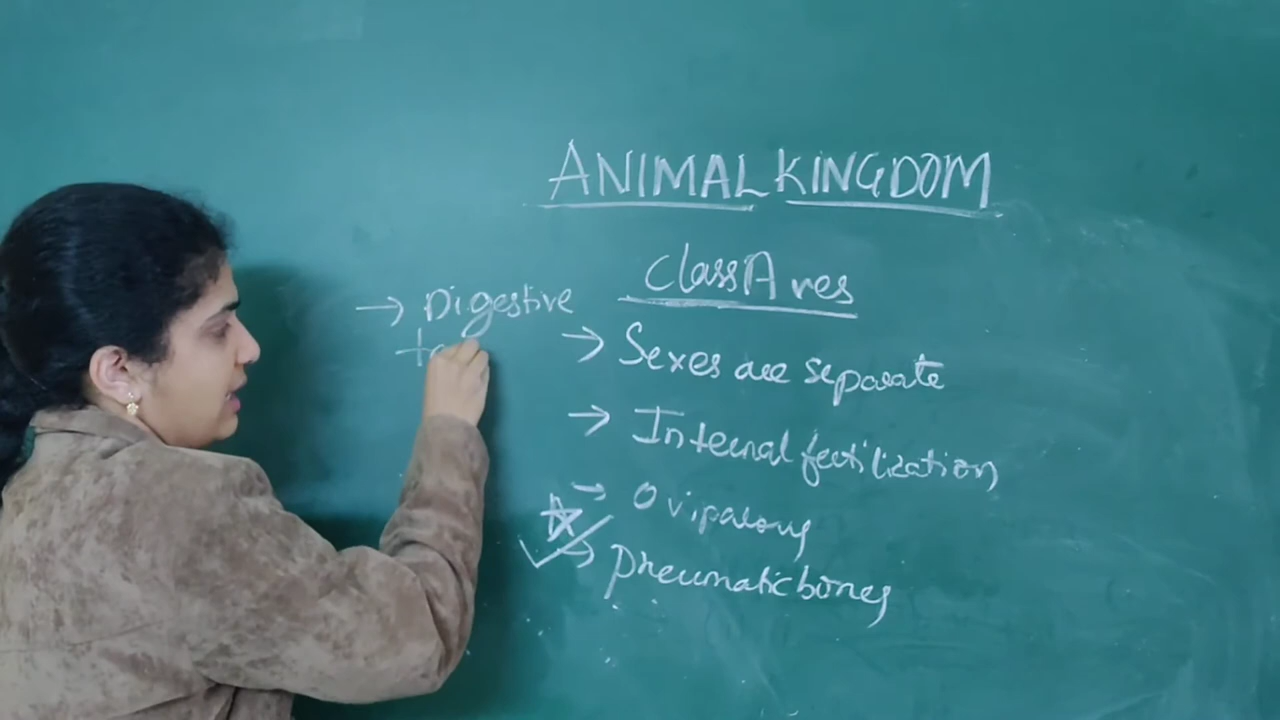 ANIMAL KINGDOM
Class Aves
→ Digestive
→ Sexes are separate
→ Internal fertilization
→ Oviparous
→ Pneumatic bones